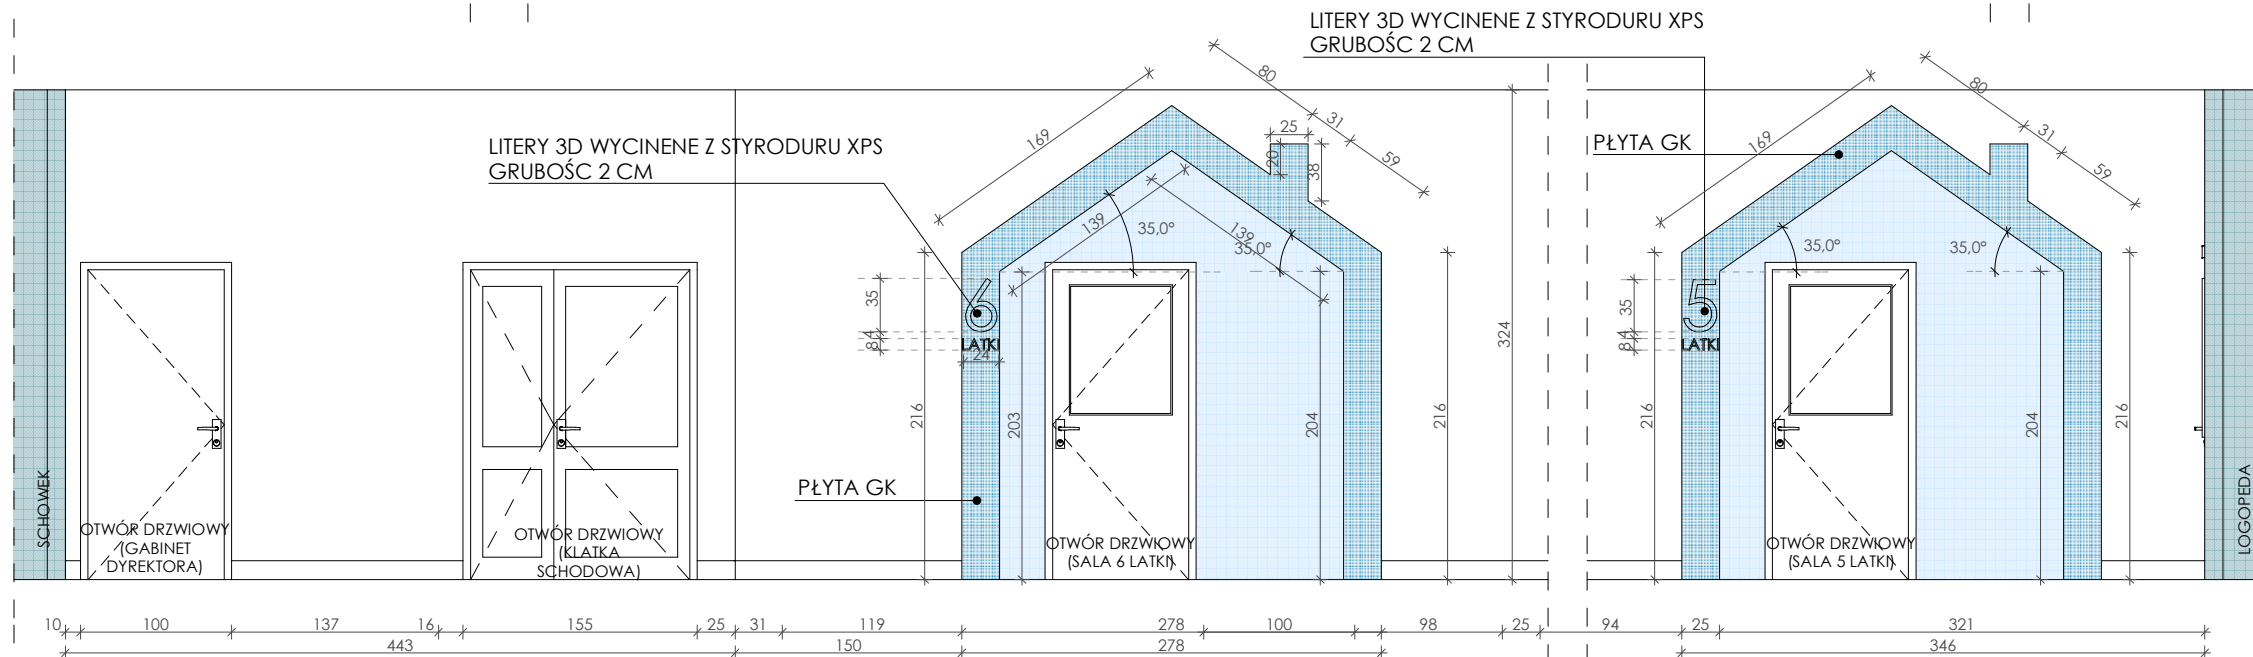 LITERY 3D WYCINENE Z STYRODURU XPS
GRUBOŚC 2 CM
LITERY 3D WYCINENE Z STYRODURU XPS
GRUBOŚC 2 CM
PŁYTA GK
PŁYTA GK
169
80
31
59
25
20
38
139
139
35,0°
35,0°
169
80
31
59
35,0°
35,0°
6
LATKI
24
35
4
8
5
LATKI
35
4
8
216
203
204
216
324
216
204
216
SCHOWEK
OTWÓR DRZWIOWY
(GABINET
DYREKTORA)
OTWÓR DRZWIOWY
(KLATKA
SCHODOWA)
OTWÓR DRZWIOWY
(SALA 6 LATKI)
OTWÓR DRZWIOWY
(SALA 5 LATKI)
LOGOPEDA
10 100 137 16 155 25 31 119 278 100 98 25 94 25 321
443 150 278 346